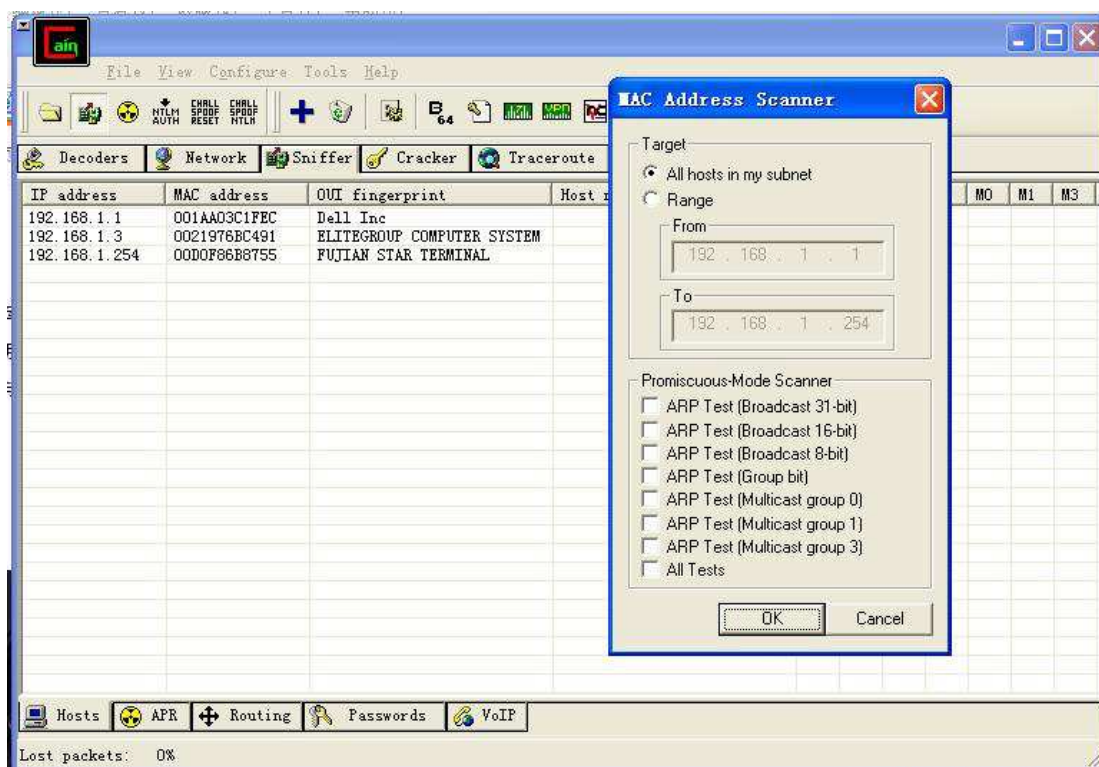 Cain
File View Configure Tools Help
NTLM AUTH CHALL SPOOF RESET CHALL SPOOF NTLM B 64
Decoders Network Sniffer Cracker Traceroute
IP address MAC address OUI fingerprint Host M0 M1 M3
192.168.1.1 001AA03C1FEC Dell Inc
192.168.1.3 0021976BC491 ELITEGROUP COMPUTER SYSTEM
192.168.1.254 00D0F86B8755 FUJIAN STAR TERMINAL
MAC Address Scanner
Target
All hosts in my subnet
Range
From
192 . 168 . 1 . 1
To
192 . 168 . 1 . 254
Promiscuous-Mode Scanner
ARP Test (Broadcast 31-bit)
ARP Test (Broadcast 16-bit)
ARP Test (Broadcast 8-bit)
ARP Test (Group bit)
ARP Test (Multicast group 0)
ARP Test (Multicast group 1)
ARP Test (Multicast group 3)
All Tests
OK Cancel
Hosts APR Routing Passwords VoIP
Lost packets: 0%